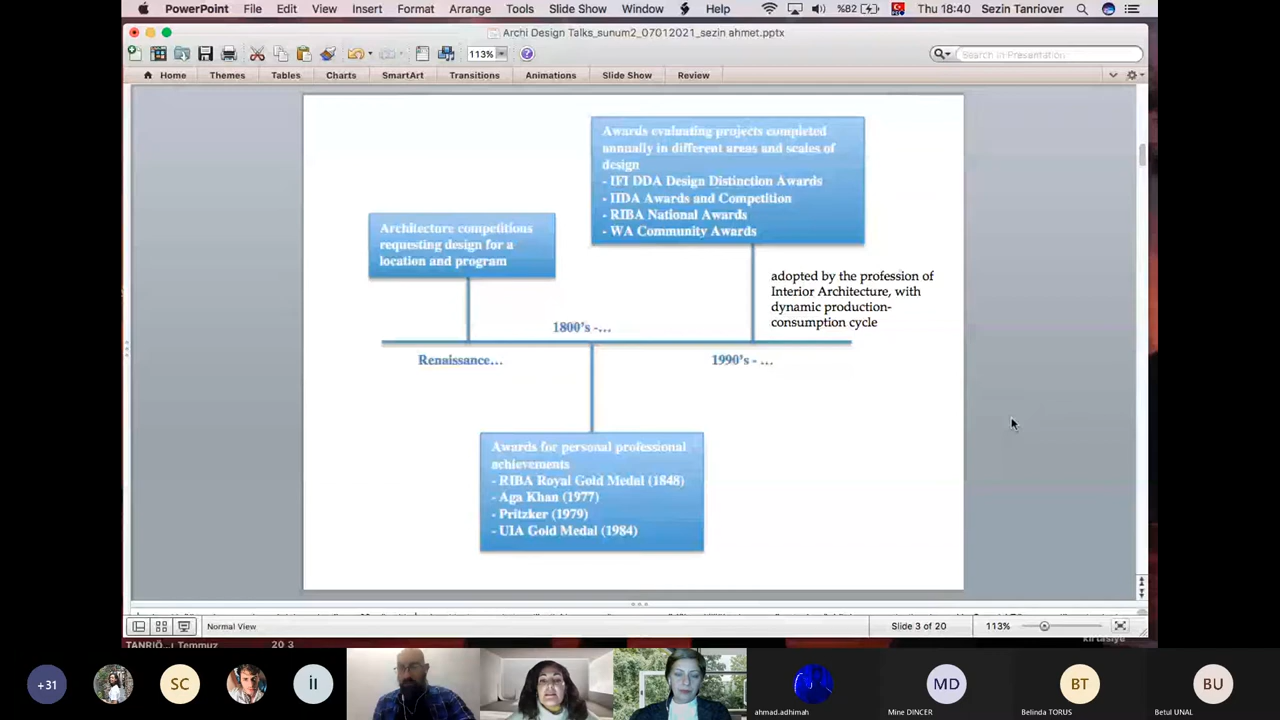 PowerPoint File Edit View Insert Format Arrange Tools Slide Show Window Help %82 Thu 18:40 Sezin Tanriover
Archi Design Talks_sunum2_07012021_sezin ahmet.pptx
113% Search in Presentation
Home Themes Tables Charts SmartArt Transitions Animations Slide Show Review
Awards evaluating projects completed
annually in different areas and scales of
design
- IFI DDA Design Distinction Awards
- IIDA Awards and Competition
- RIBA National Awards
- WA Community Awards
Architecture competitions
requesting design for a
location and program
adopted by the profession of
Interior Architecture, with
dynamic production-
consumption cycle
1800's -...
Renaissance...
1990's - ...
Awards for personal professional
achievements
- RIBA Royal Gold Medal (1848)
- Aga Khan (1977)
- Pritzker (1979)
- UIA Gold Medal (1984)
Normal View Slide 3 of 20 113%
Temmuz 20 3
+31 SC İI MD BT BU
ahmad.adhimah Mine DINCER Belinda TORUS Betul UNAL